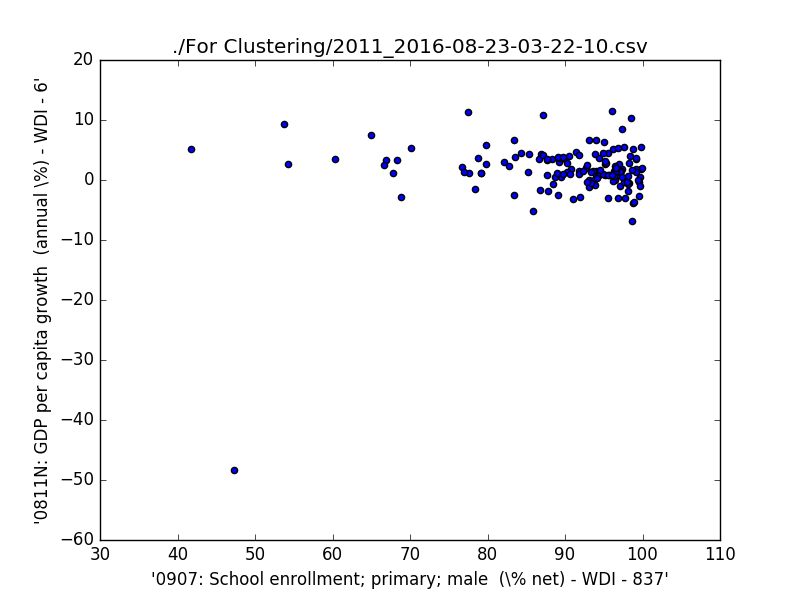 ./For Clustering/2011_2016-08-23-03-22-10.csv
20
10
0
−10
−20
−30
−40
−50
−60
'0811N: GDP per capita growth  (annual \%) - WDI - 6'
30 40 50 60 70 80 90 100 110
'0907: School enrollment; primary; male  (\% net) - WDI - 837'